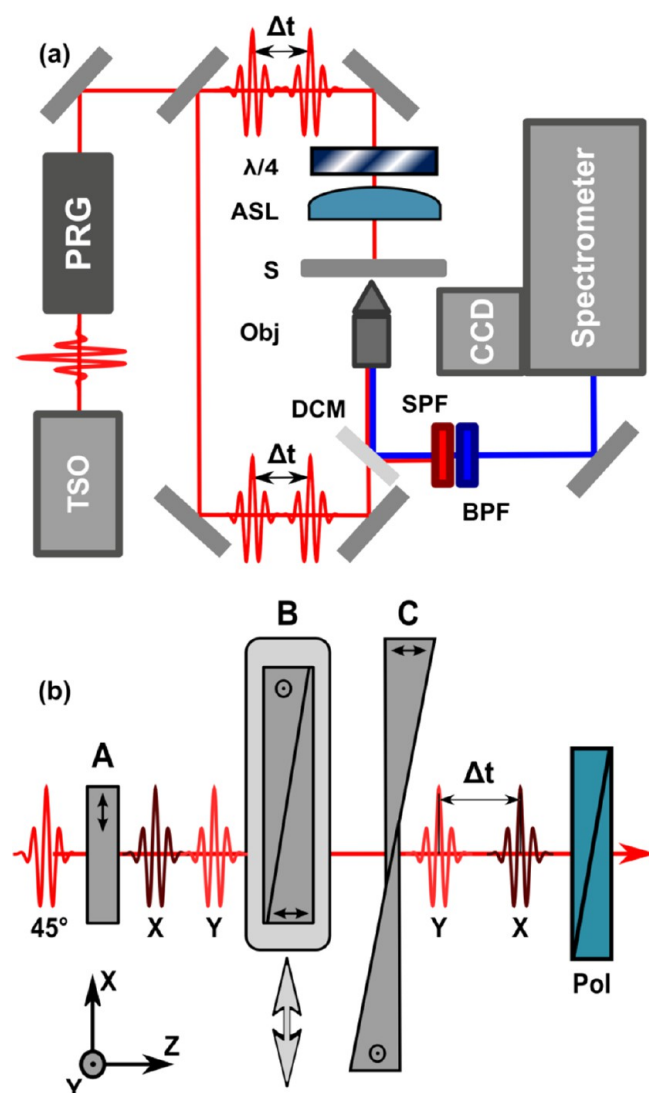 (a)
Δt
λ/4
ASL
PRG
S
Obj
CCD
Spectrometer
DCM
SPF
TSO
Δt
BPF
B
C
(b)
A
Δt
45°
X
Y
Y
X
Pol
X
Z
Y